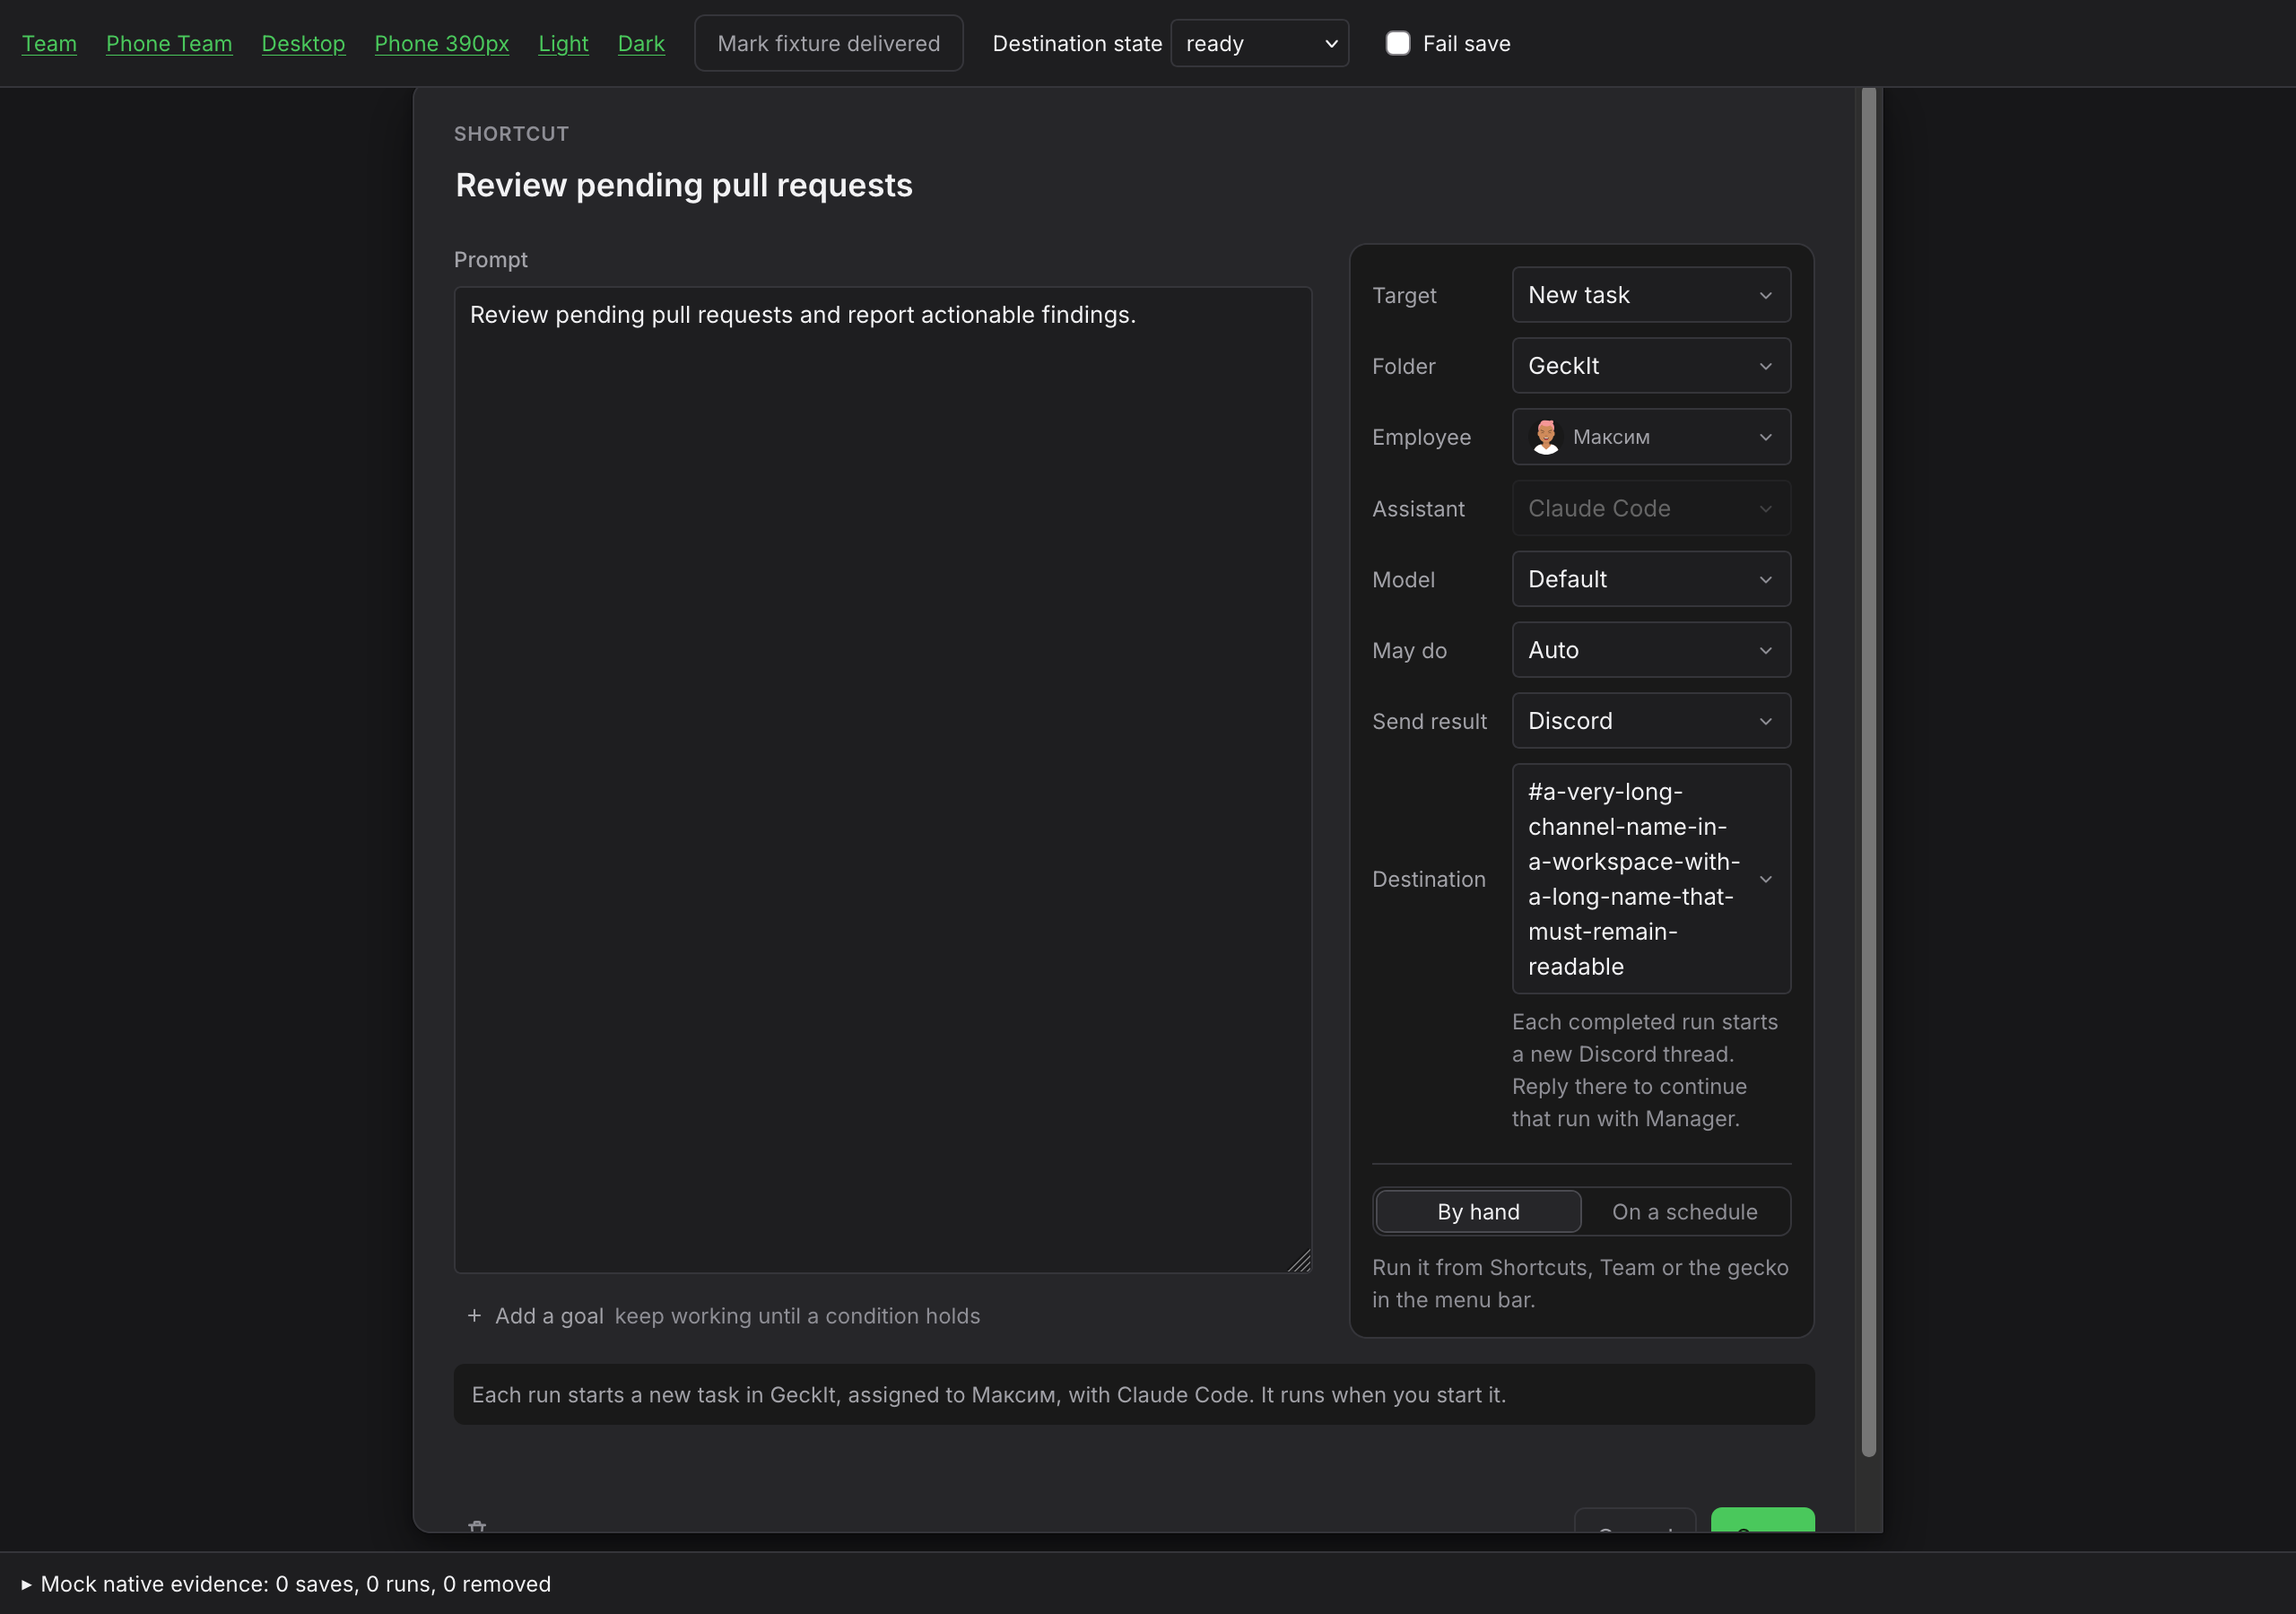 Team Phone Team Desktop Phone 390px Light Dark Mark fixture delivered Destination state ready Fail save
SHORTCUT
Review pending pull requests
Prompt
Review pending pull requests and report actionable findings.
+ Add a goal keep working until a condition holds
Target New task
Folder GeckIt
Employee Максим
Assistant Claude Code
Model Default
May do Auto
Send result Discord
Destination
#a-very-long-
channel-name-in-
a-workspace-with-
a-long-name-that-
must-remain-
readable
Each completed run starts
a new Discord thread.
Reply there to continue
that run with Manager.
By hand On a schedule
Run it from Shortcuts, Team or the gecko
in the menu bar.
Each run starts a new task in GeckIt, assigned to Максим, with Claude Code. It runs when you start it.
Mock native evidence: 0 saves, 0 runs, 0 removed